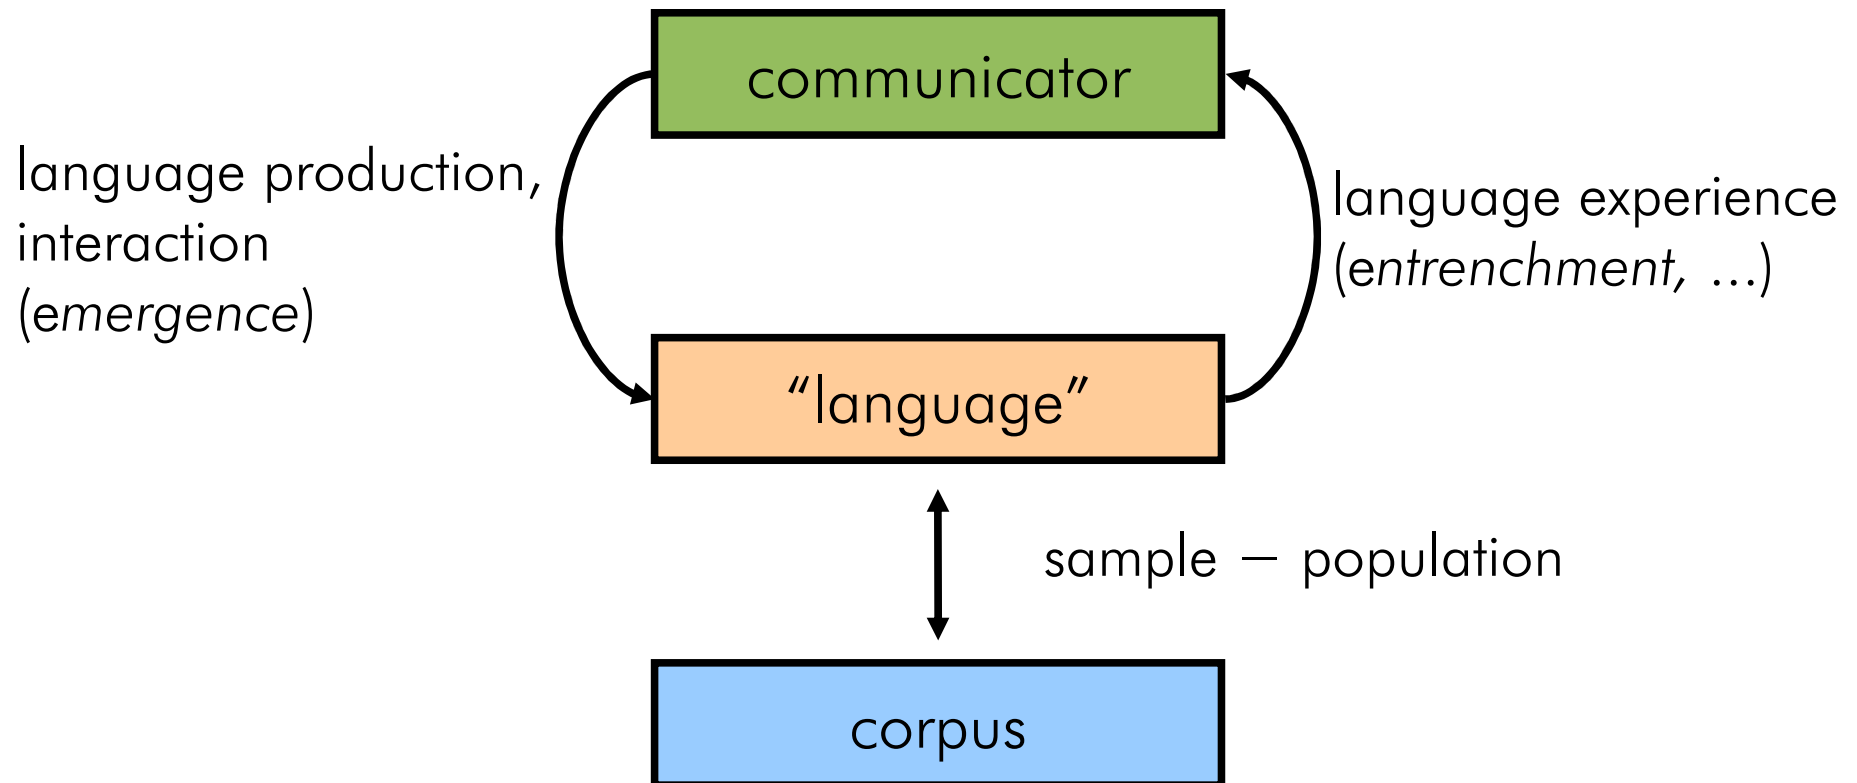 communicator
language production,
interaction
(emergence)
language experience
(entrenchment, ...)
“language”
sample – population
corpus